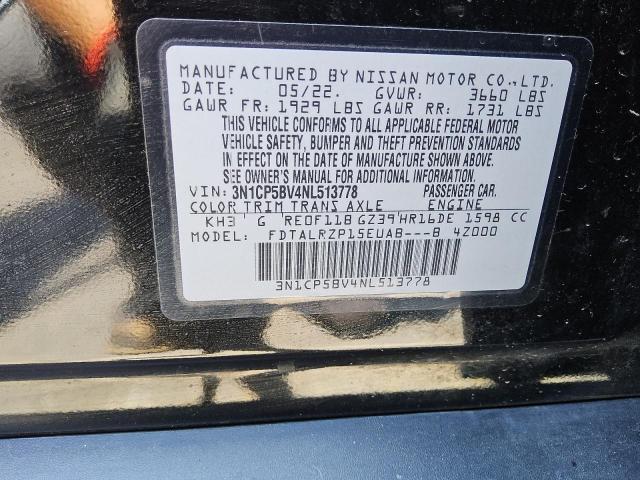 MANUFACTURED BY NISSAN MOTOR CO.,LTD.
DATE: 05/22. GVWR: 3660 LBS
GAWR FR: 1929 LBS GAWR RR: 1731 LBS
THIS VEHICLE CONFORMS TO ALL APPLICABLE FEDERAL MOTOR
VEHICLE SAFETY, BUMPER AND THEFT PREVENTION STANDARDS
IN EFFECT ON THE DATE OF MANUFACTURE SHOWN ABOVE.
SEE OWNER'S MANUAL FOR ADDITIONAL INFORMATION.
VIN: 3N1CP5BV4NL513778 PASSENGER CAR.
COLOR TRIM TRANS AXLE ENGINE
KH3 G RE0F11B GZ39 HR16DE 1598 CC
MODEL: FDTALRZP15EUAB---B 4Z000
3N1CP5BV4NL513778